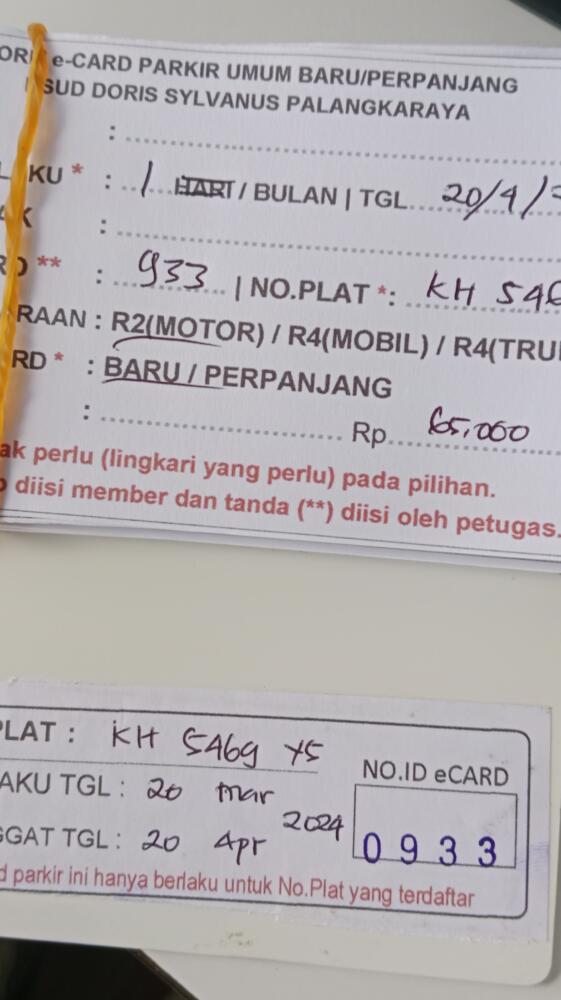 e-CARD PARKIR UMUM BARU/PERPANJANG
SUD DORIS SYLVANUS PALANGKARAYA
:
KU * : 1 HARI / BULAN | TGL 20/4/
K :
** : 933 | NO.PLAT *: KH 546
RAAN : R2(MOTOR) / R4(MOBIL) / R4(TRU
RD * : BARU / PERPANJANG
: Rp 65.000
ak perlu (lingkari yang perlu) pada pilihan.
diisi member dan tanda (**) diisi oleh petugas.
PLAT : KH 5469 YS
NO.ID eCARD
AKU TGL : 20 mar
2024
GGAT TGL : 20 Apr
0933
d parkir ini hanya berlaku untuk No.Plat yang terdaftar